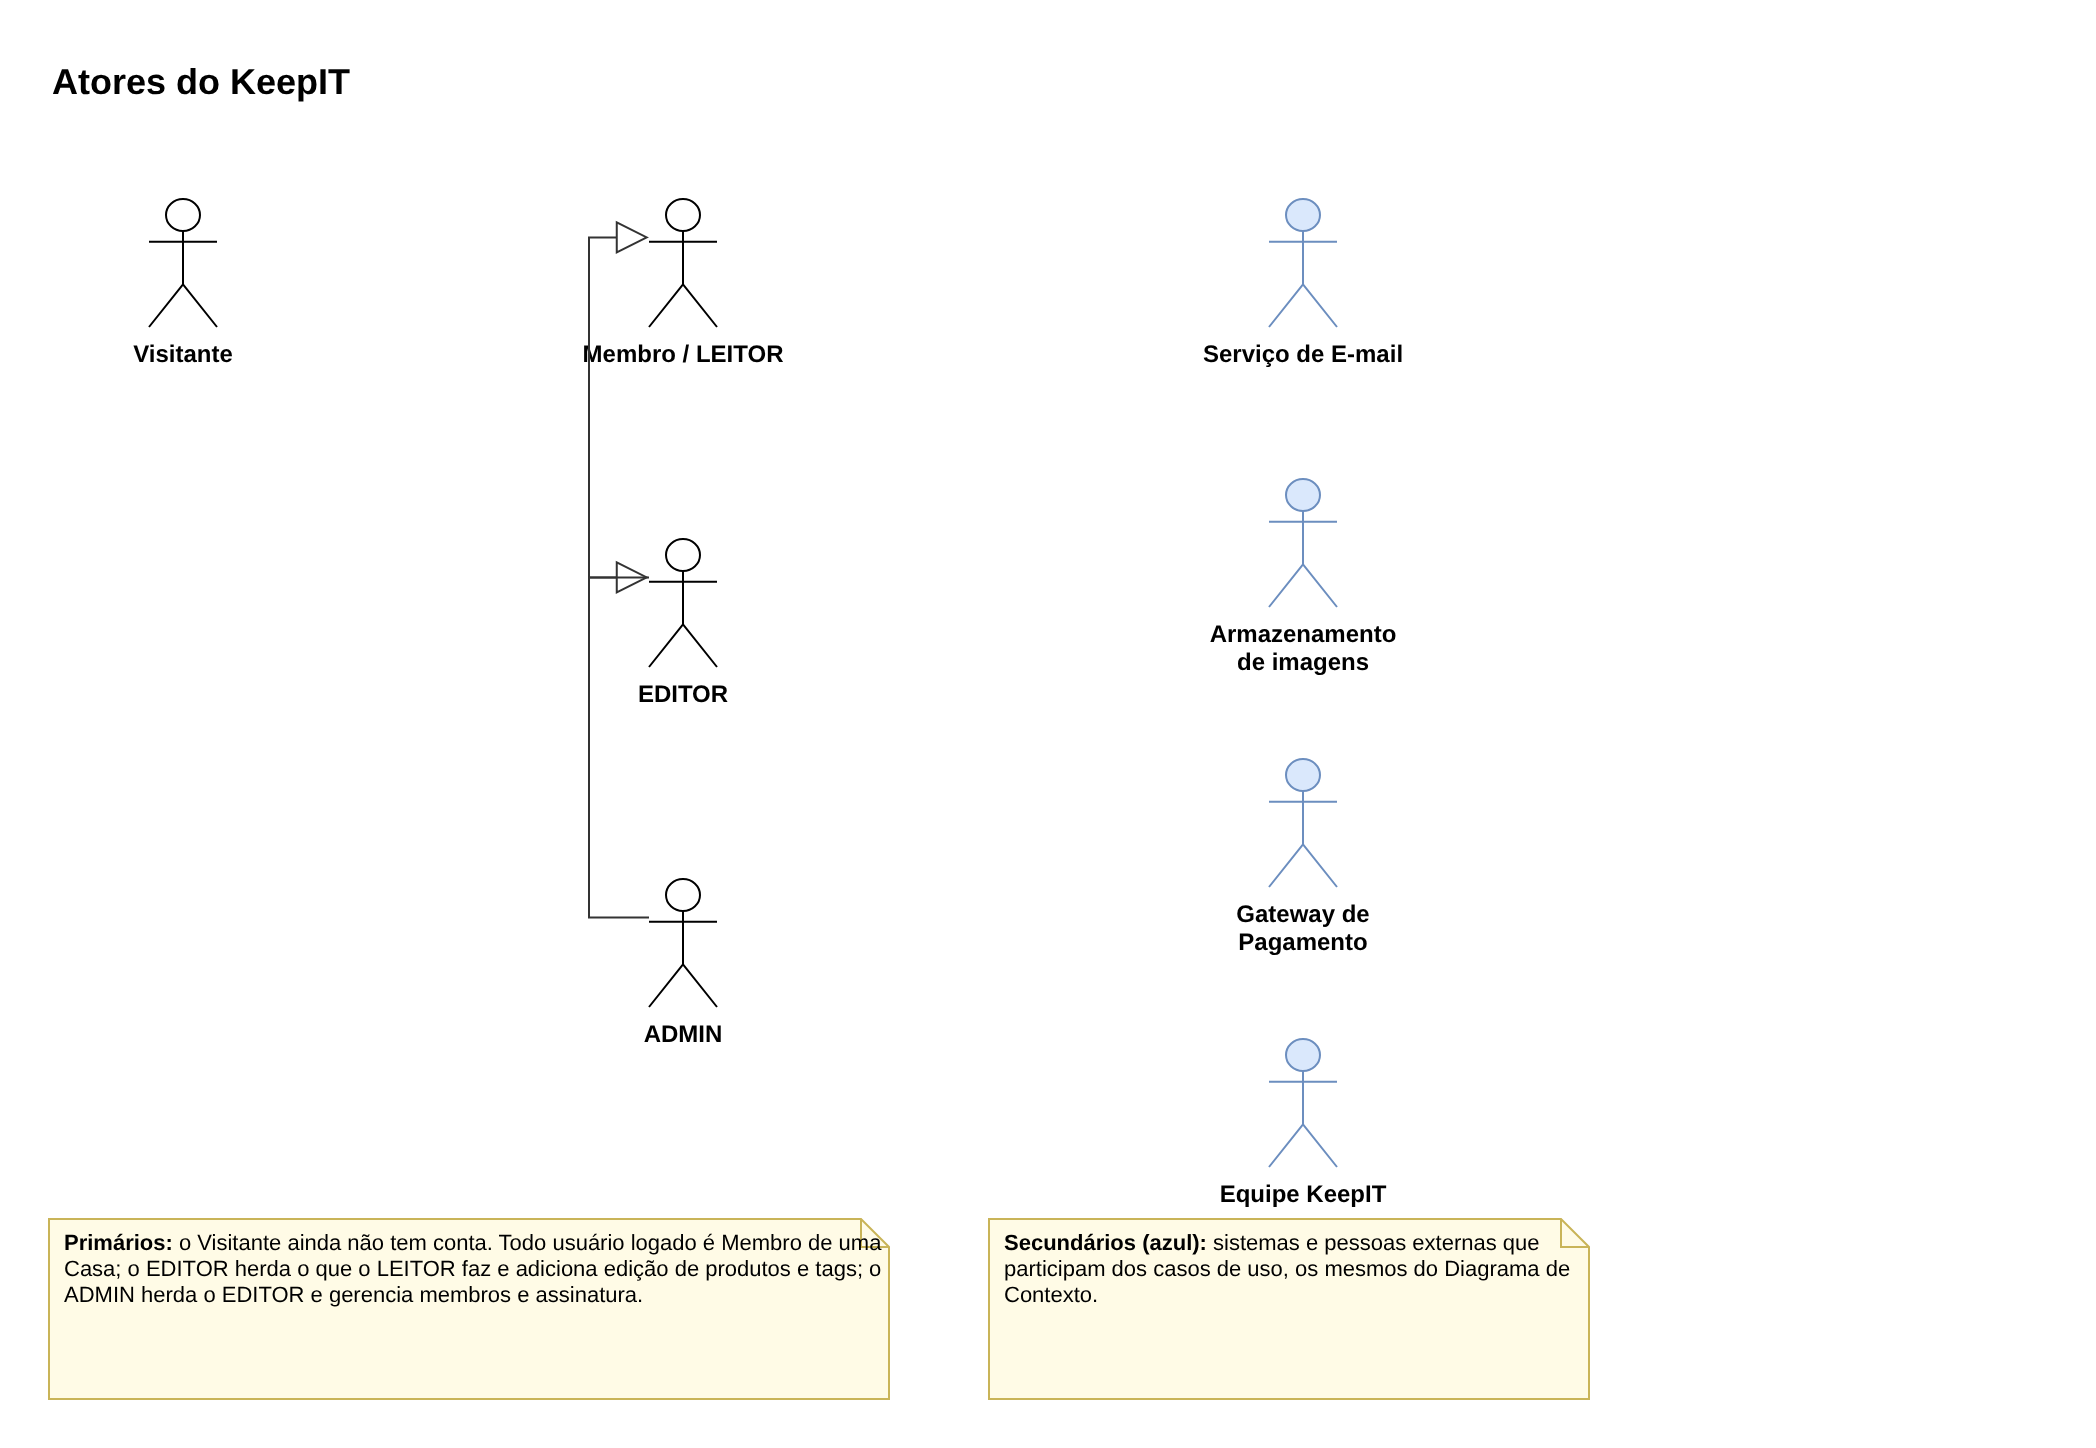 Atores do KeepIT
Visitante
Membro / LEITOR
Serviço de E-mail
Armazenamento
de imagens
EDITOR
Gateway de
Pagamento
ADMIN
Equipe KeepIT
Primários: o Visitante ainda não tem conta. Todo usuário logado é Membro de uma
Casa; o EDITOR herda o que o LEITOR faz e adiciona edição de produtos e tags; o
ADMIN herda o EDITOR e gerencia membros e assinatura.
Secundários (azul): sistemas e pessoas externas que
participam dos casos de uso, os mesmos do Diagrama de
Contexto.